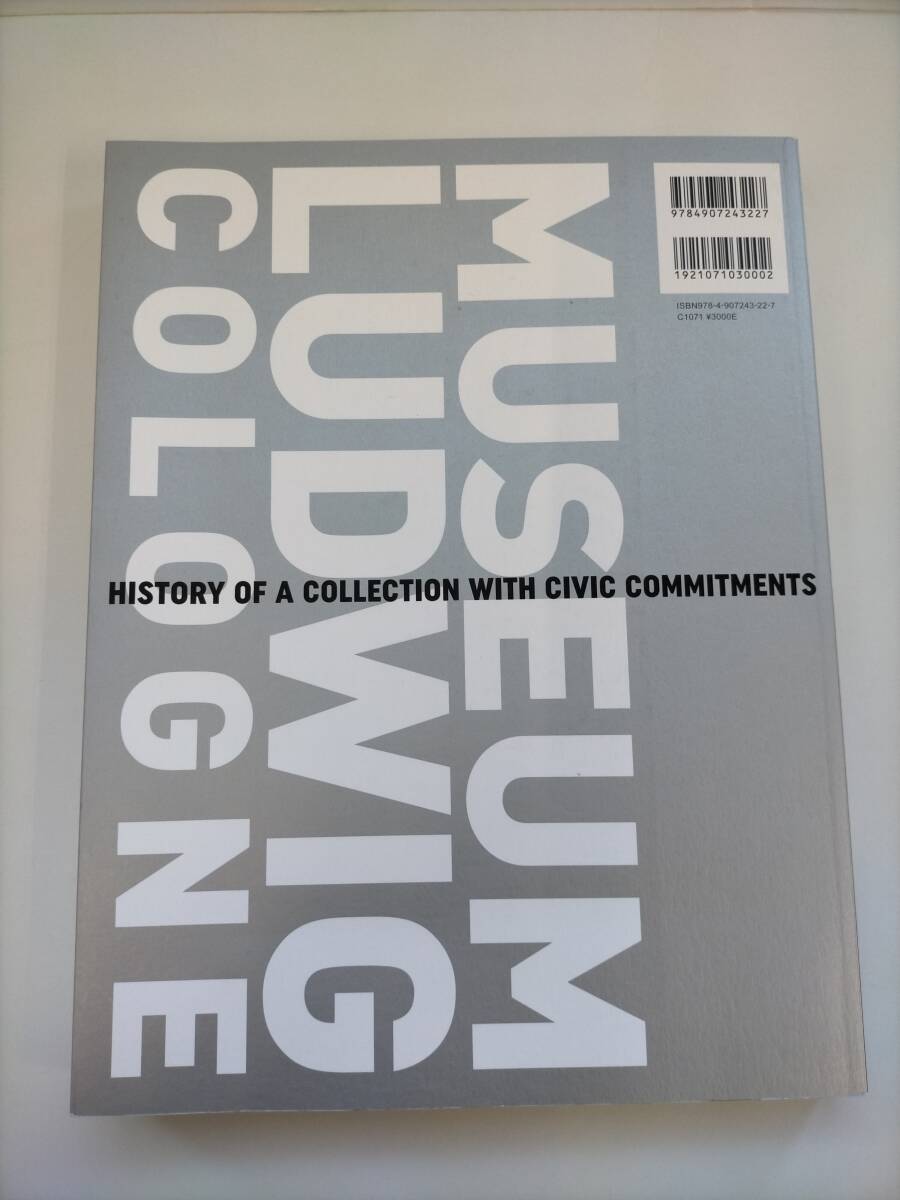 MUSEUM
LUDWIG
COLOGNE
HISTORY OF A COLLECTION WITH CIVIC COMMITMENTS
9784907243227
1921071030002
ISBN978-4-907243-22-7
C1071 ¥3000E